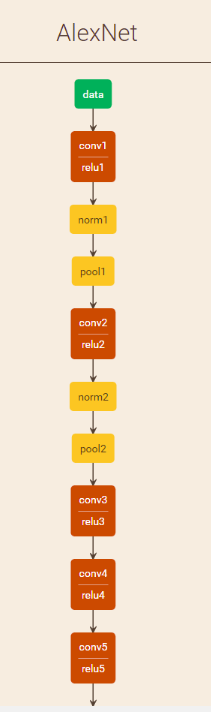 AlexNet
data
conv1
relu1
norm1
pool1
conv2
relu2
norm2
pool2
conv3
relu3
conv4
relu4
conv5
relu5